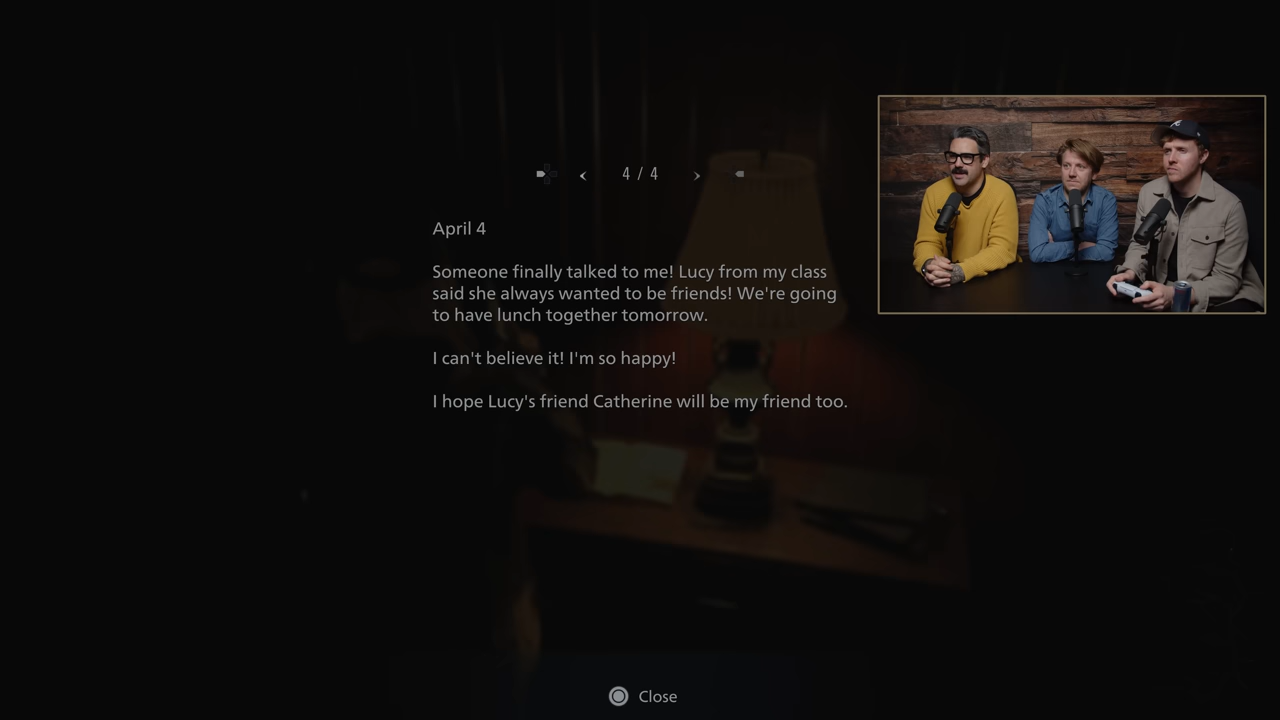 4 / 4
April 4
Someone finally talked to me! Lucy from my class
said she always wanted to be friends! We're going
to have lunch together tomorrow.
I can't believe it! I'm so happy!
I hope Lucy's friend Catherine will be my friend too.
Close